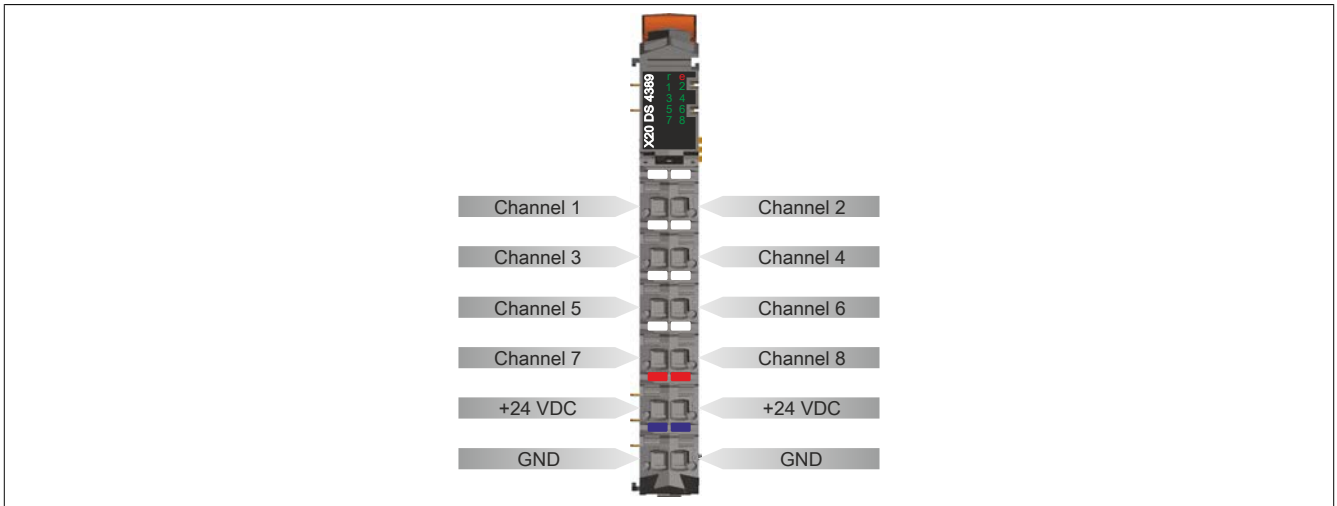 X20 DS 4389
r e
1 2
3 4
5 6
7 8
Channel 1 Channel 2
Channel 3 Channel 4
Channel 5 Channel 6
Channel 7 Channel 8
+24 VDC +24 VDC
GND GND